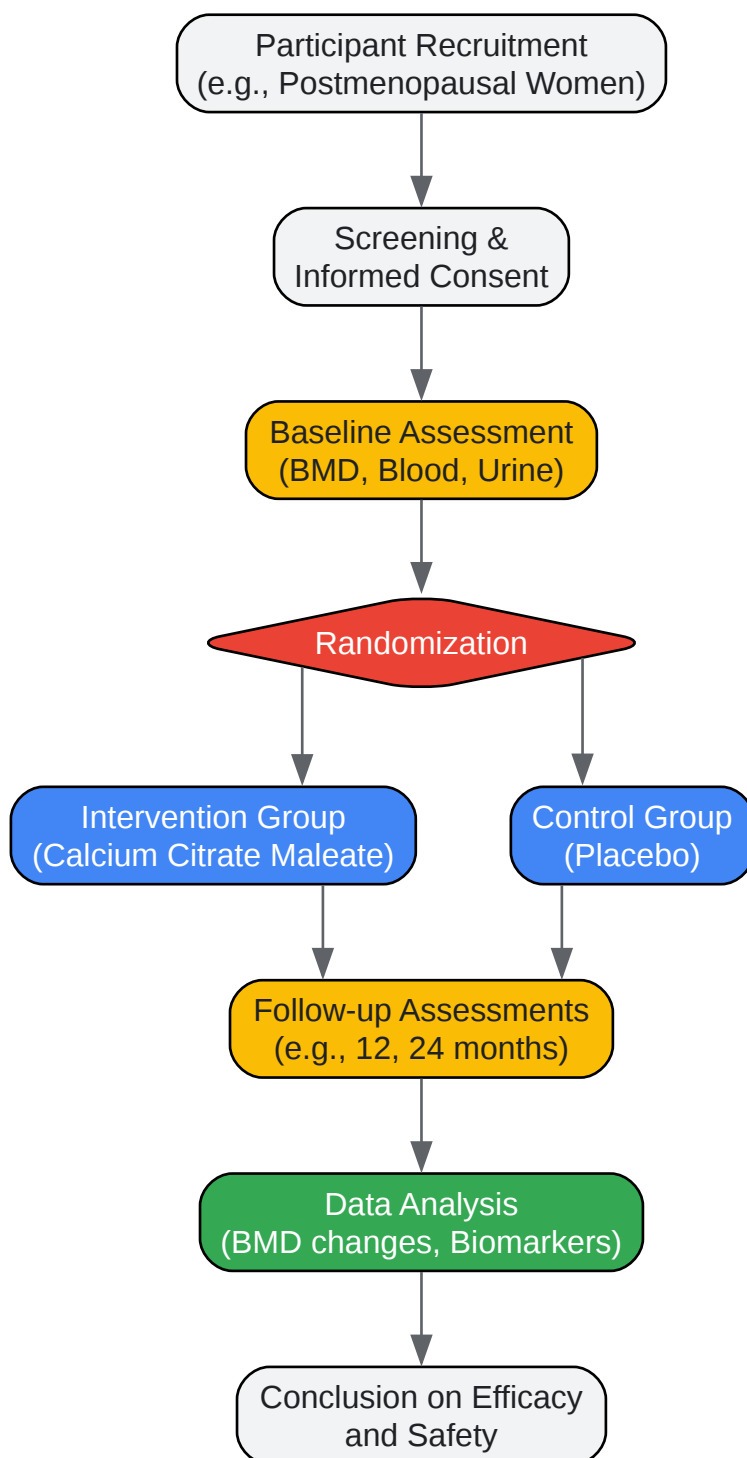 Participant Recruitment
(e.g., Postmenopausal Women)
Screening &
Informed Consent
Baseline Assessment
(BMD, Blood, Urine)
Randomization
Intervention Group
(Calcium Citrate Maleate)
Control Group
(Placebo)
Follow-up Assessments
(e.g., 12, 24 months)
Data Analysis
(BMD changes, Biomarkers)
Conclusion on Efficacy
and Safety